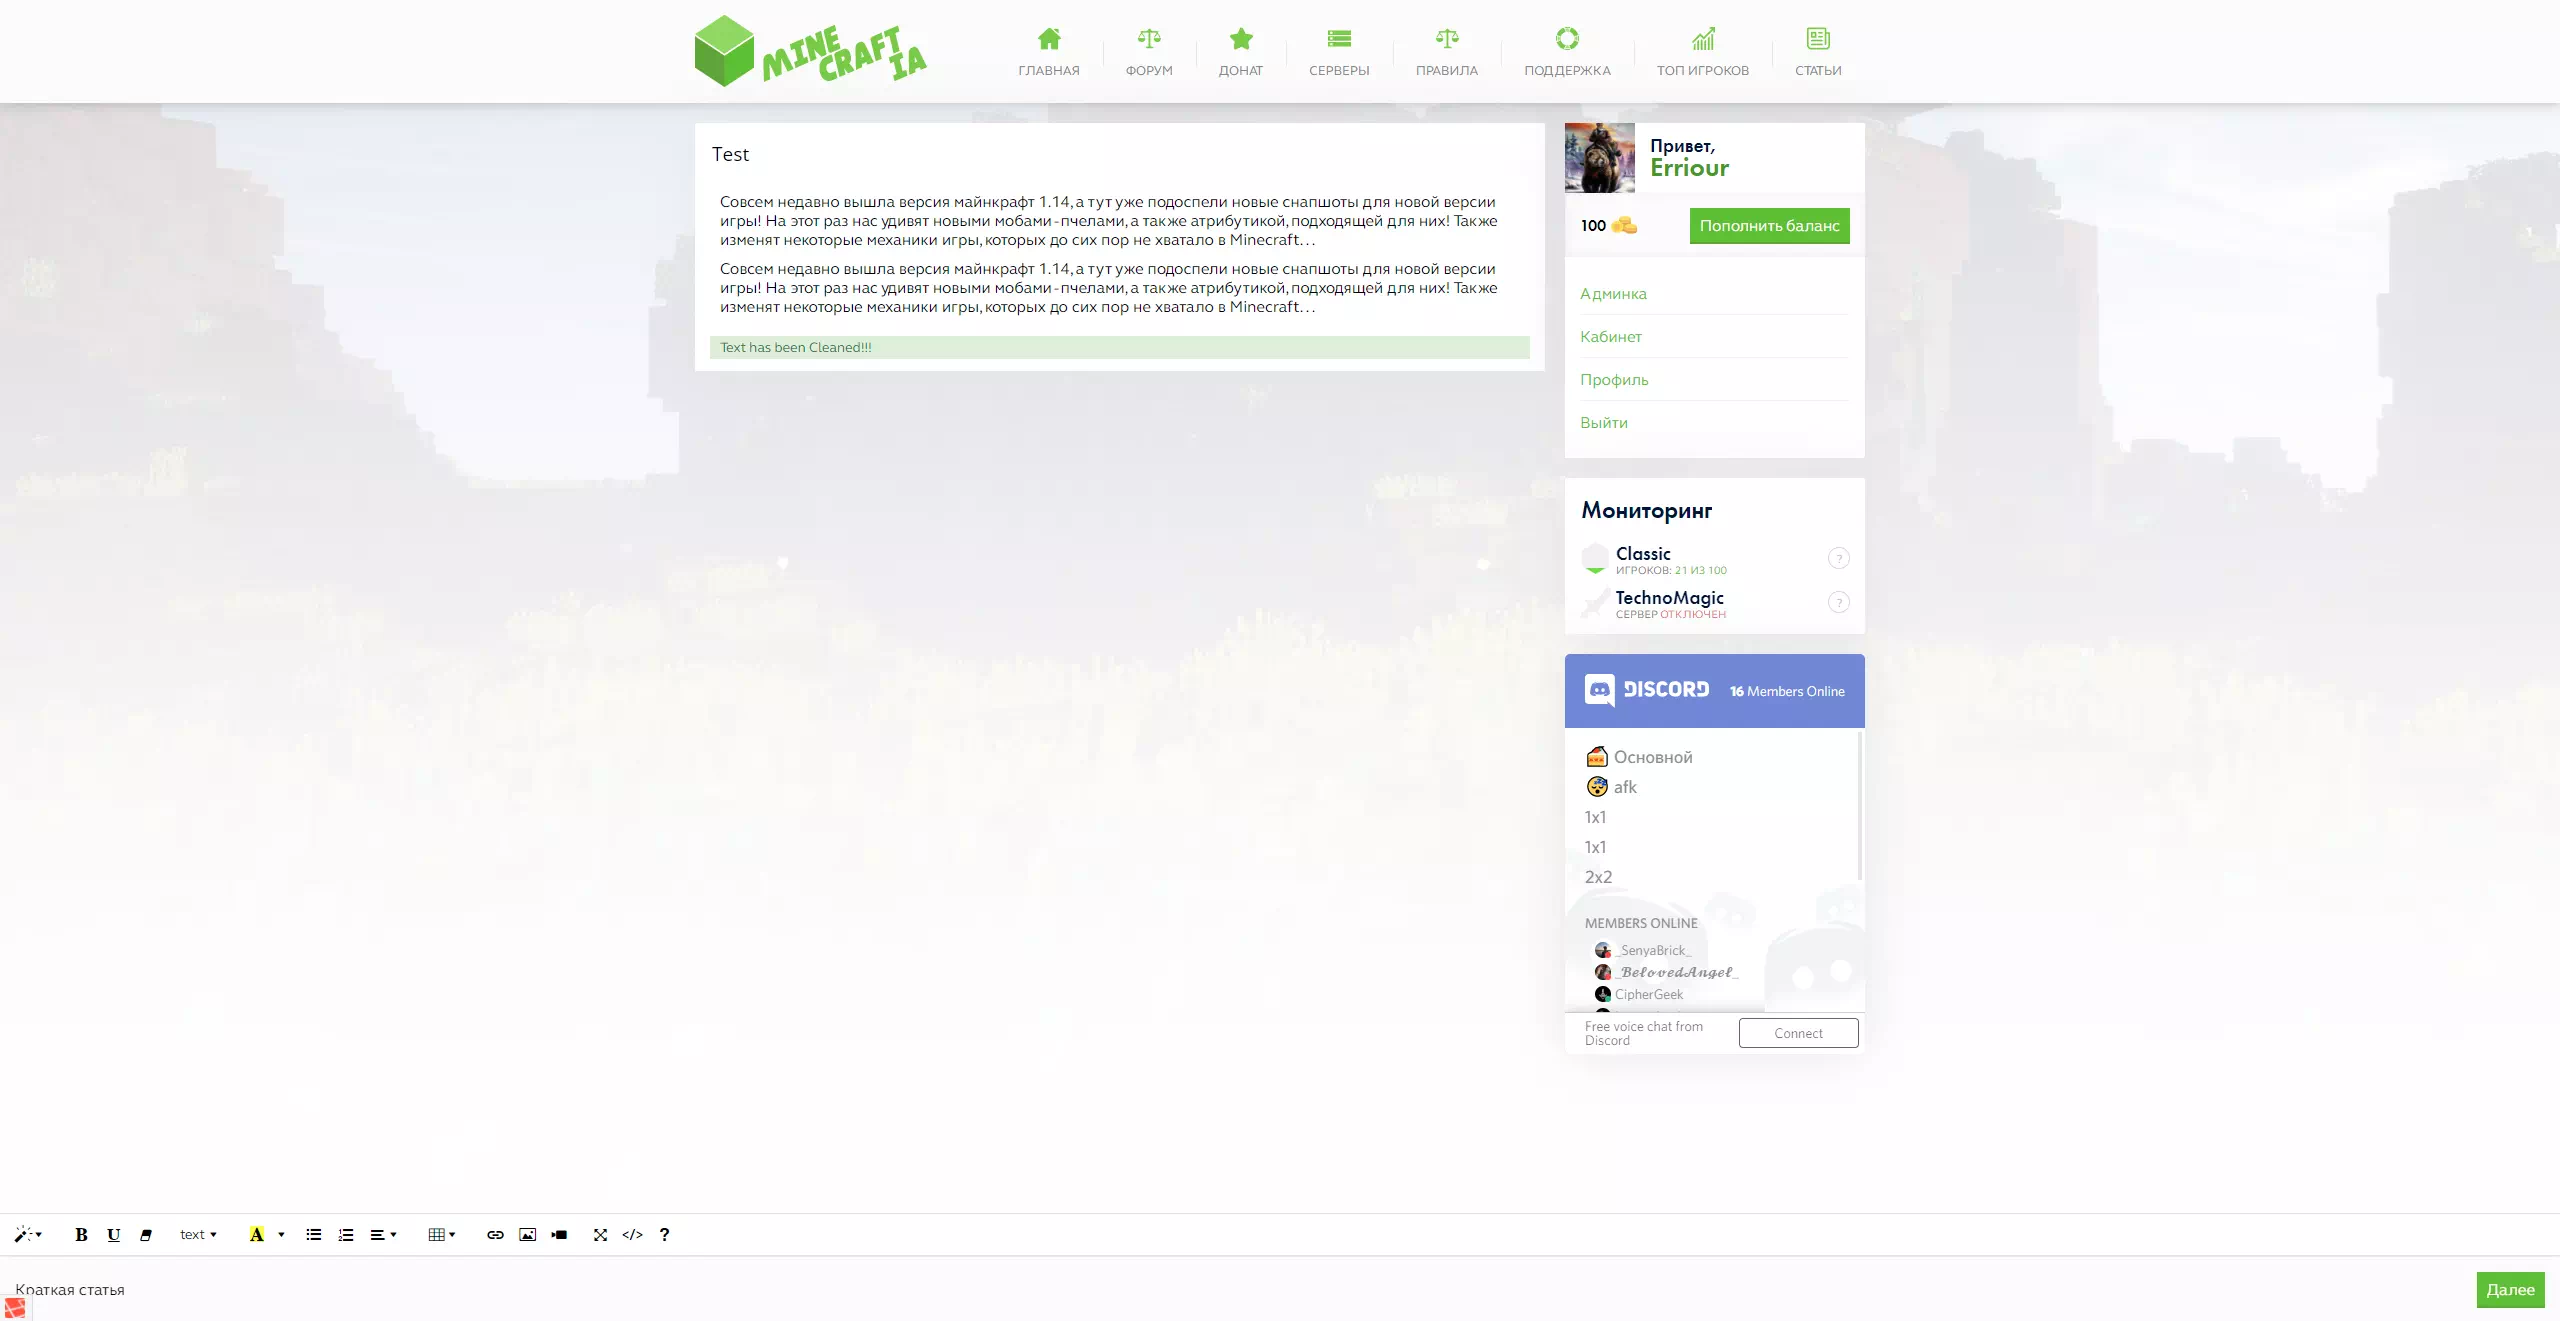 MINE
CRAFT
IA
ГЛАВНАЯ
ФОРУМ
ДОНАТ
СЕРВЕРЫ
ПРАВИЛА
ПОДДЕРЖКА
ТОП ИГРОКОВ
СТАТЬИ
Test
Совсем недавно вышла версия майнкрафт 1.14, а тут уже подоспели новые снапшоты для новой версии
игры! На этот раз нас удивят новыми мобами-пчелами, а также атрибутикой, подходящей для них! Также
изменят некоторые механики игры, которых до сих пор не хватало в Minecraft...
Совсем недавно вышла версия майнкрафт 1.14, а тут уже подоспели новые снапшоты для новой версии
игры! На этот раз нас удивят новыми мобами-пчелами, а также атрибутикой, подходящей для них! Также
изменят некоторые механики игры, которых до сих пор не хватало в Minecraft...
Text has been Cleaned!!!
Привет,
Erriour
100
Пополнить баланс
Админка
Кабинет
Профиль
Выйти
Мониторинг
Classic
ИГРОКОВ: 21 ИЗ 100
?
TechnoMagic
СЕРВЕР ОТКЛЮЧЕН
?
DISCORD
16 Members Online
Основной
afk
1x1
1x1
2x2
MEMBERS ONLINE
_SenyaBrick_
_𝓑𝓮𝓵𝓸𝓿𝓮𝓭𝓐𝓷𝓰𝓮𝓵_
CipherGeek
Free voice chat from
Discord
Connect
B
U
text
A
</>
?
Краткая статья
Далее